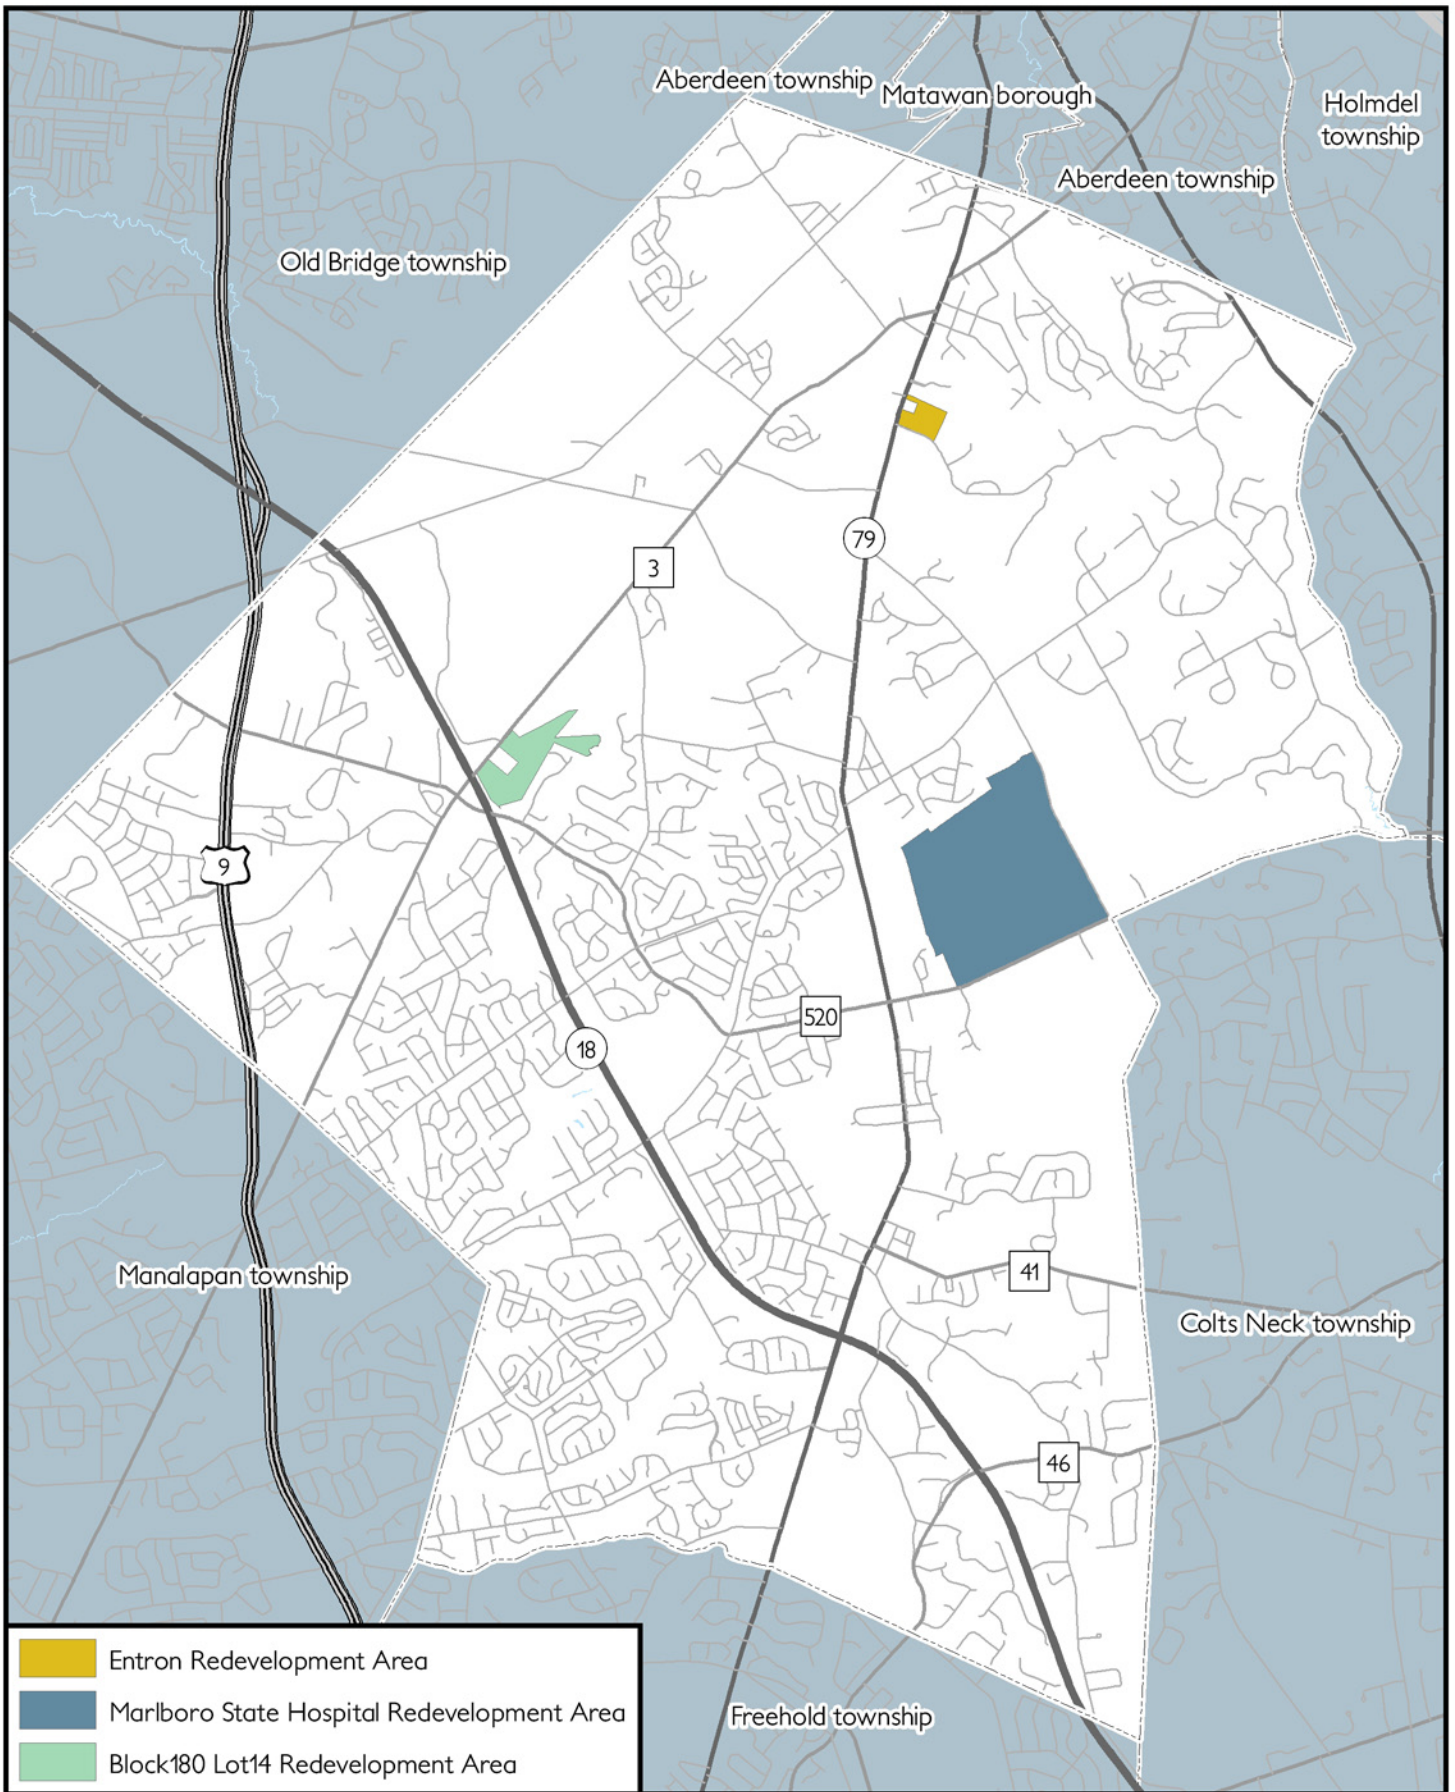 Aberdeen township
Matawan borough
Holmdel
township
Aberdeen township
Old Bridge township
79
3
9
520
18
41
Manalapan township
Colts Neck township
46
Entron Redevelopment Area
Marlboro State Hospital Redevelopment Area
Block180 Lot14 Redevelopment Area
Freehold township